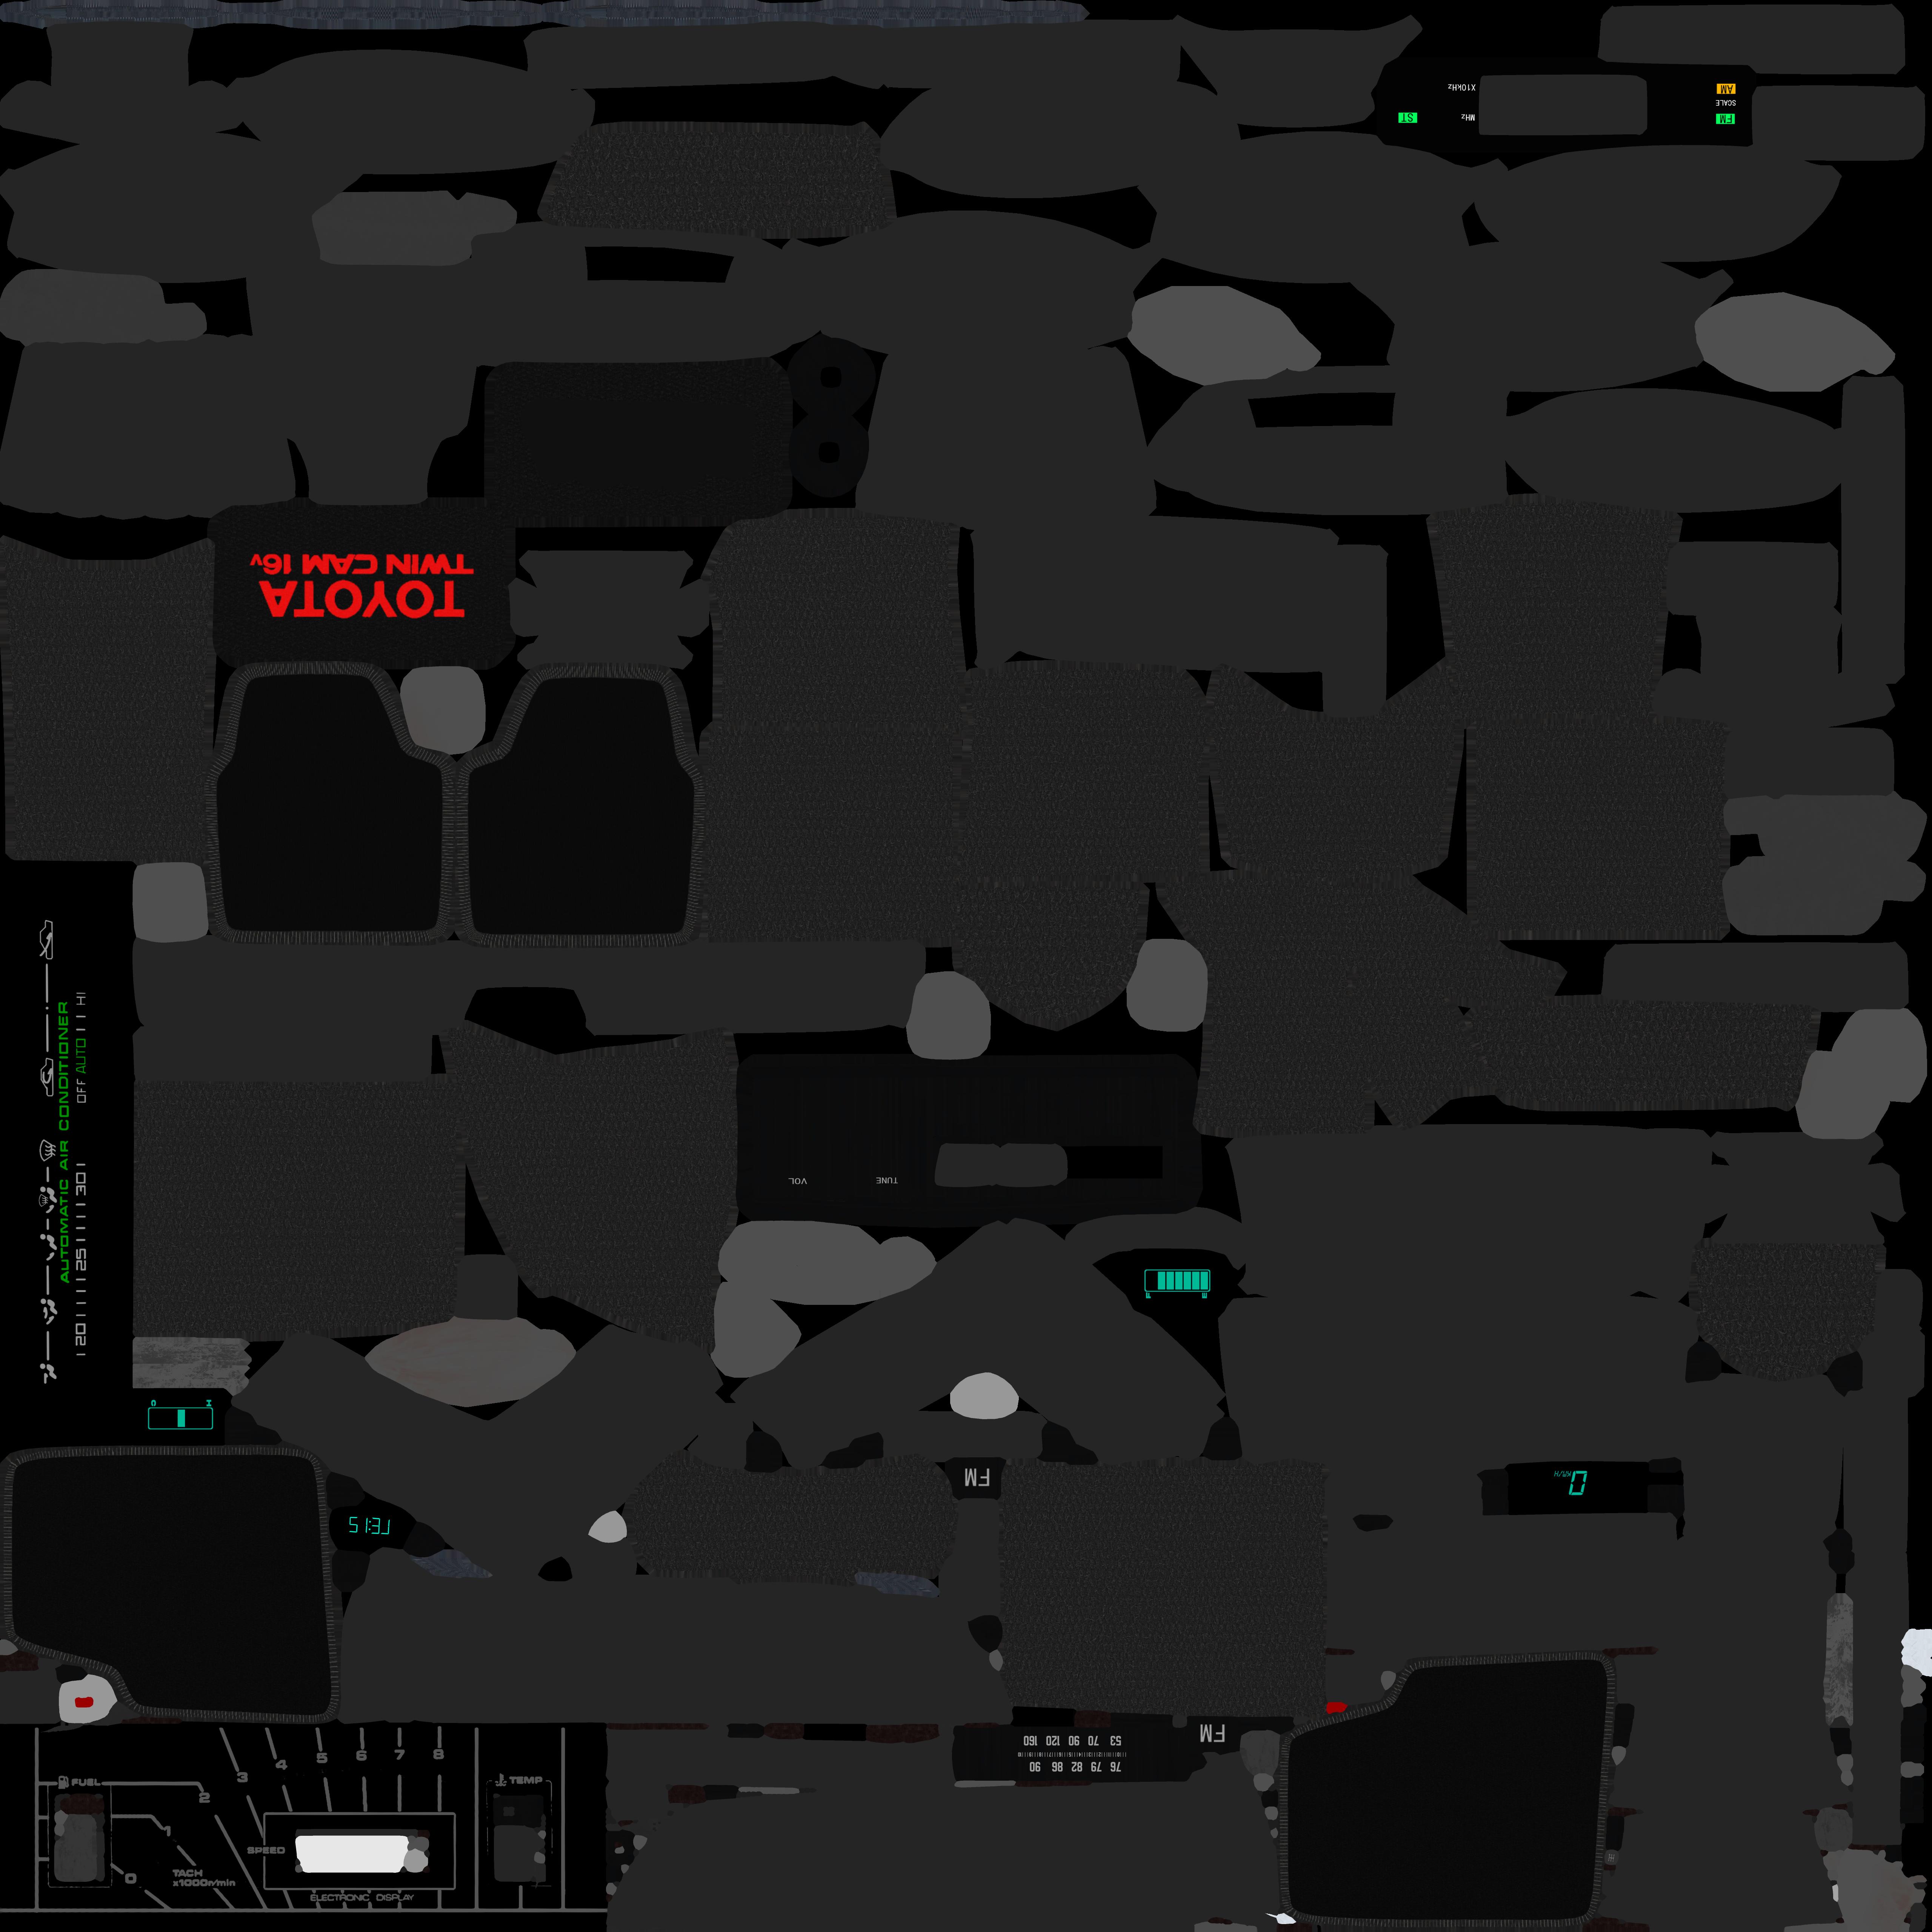 X10kHz
AM
SCALE
ST
MHz
FM
TOYOTA
TWIN CAM 16v
OFF AUTO HI
AUTOMATIC AIR CONDITIONER
20 25 30
VOL
TUNE
E F
C H
FM
0
KM/H
FM
53 70 90 120 160
76 79 82 86 90
FUEL
0 1 2 3 4 5 6 7 8
TACH
x1000r/min
SPEED
ELECTRONIC DISPLAY
TEMP